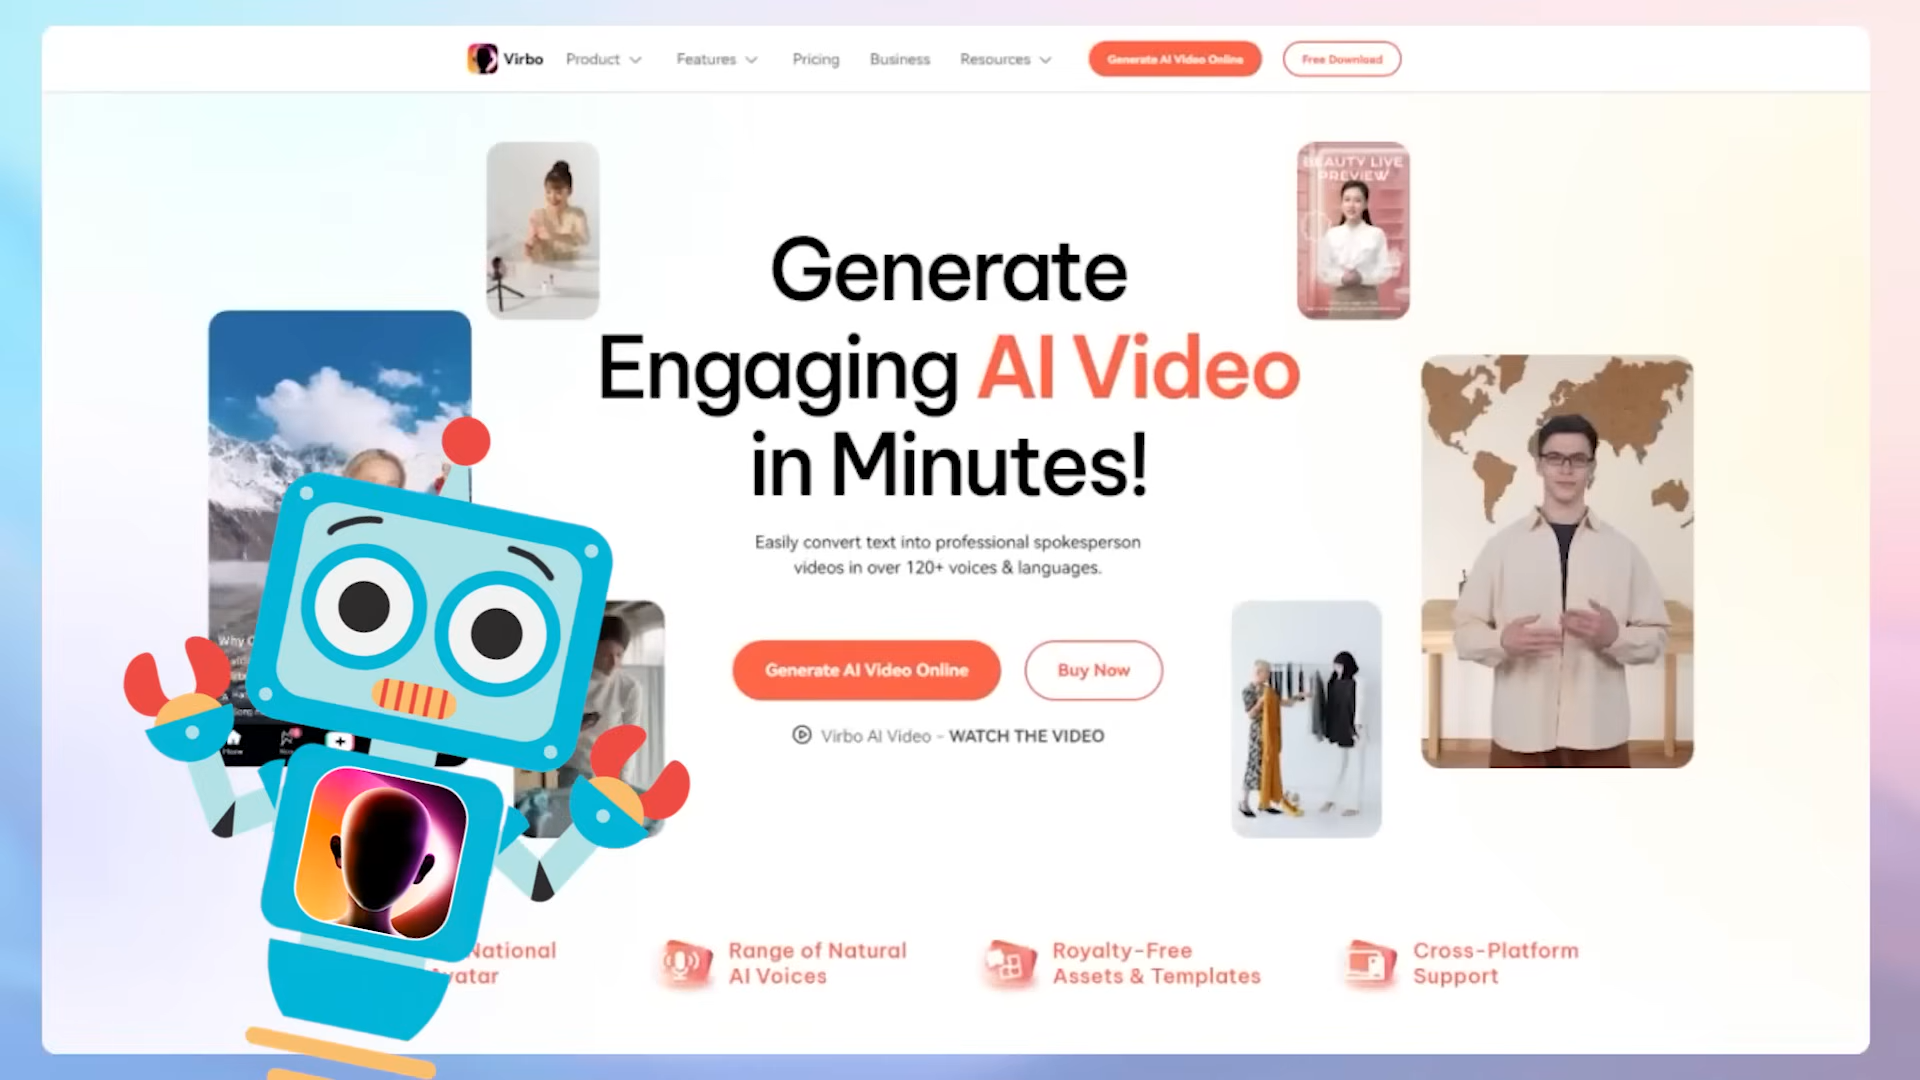 Virbo
Product
Features
Pricing
Business
Resources
Generate AI Video Online
Free Download
BEAUTY LIVE
PREVIEW
Generate
Engaging AI Video
in Minutes!
Easily convert text into professional spokesperson
videos in over 120+ voices & languages.
Generate AI Video Online
Buy Now
Virbo AI Video - WATCH THE VIDEO
Why
Home
National
vatar
Range of Natural
AI Voices
Royalty-Free
Assets & Templates
Cross-Platform
Support